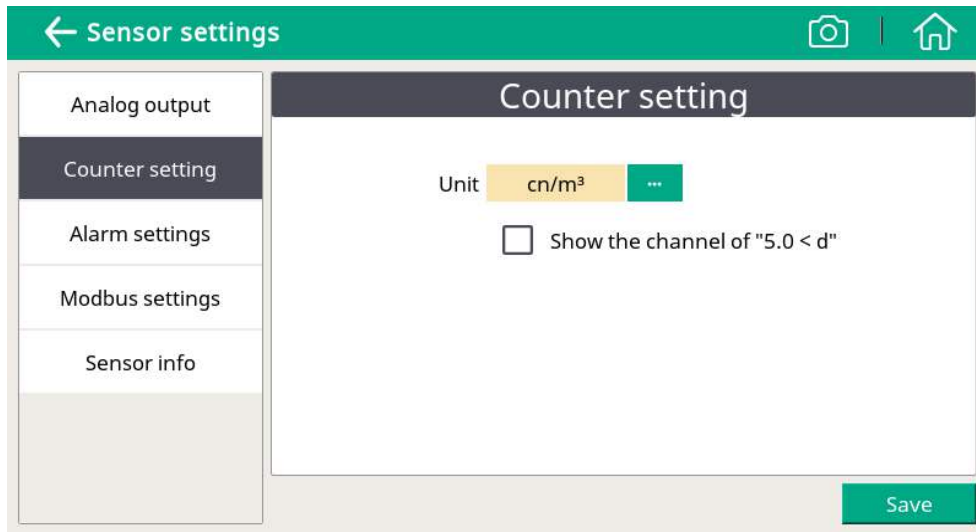 Sensor settings
Analog output
Counter setting
Alarm settings
Modbus settings
Sensor info
Counter setting
Unit cn/m³ ...
Show the channel of "5.0 < d"
Save